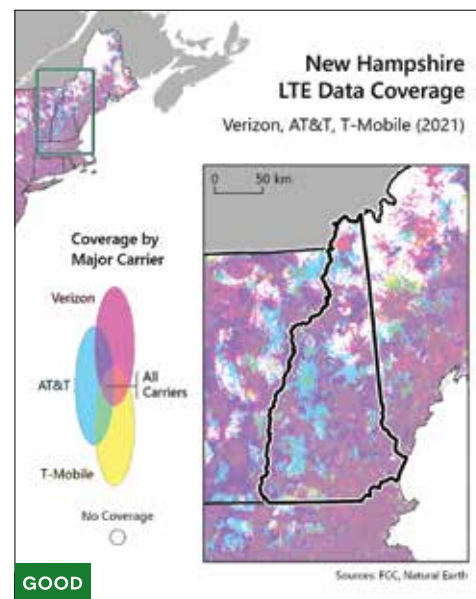 New Hampshire
LTE Data Coverage
Verizon, AT&T, T-Mobile (2021)
0 50 km
Coverage by
Major Carrier
Verizon
AT&T
All
Carriers
T-Mobile
No Coverage
Sources: FCC, Natural Earth
GOOD